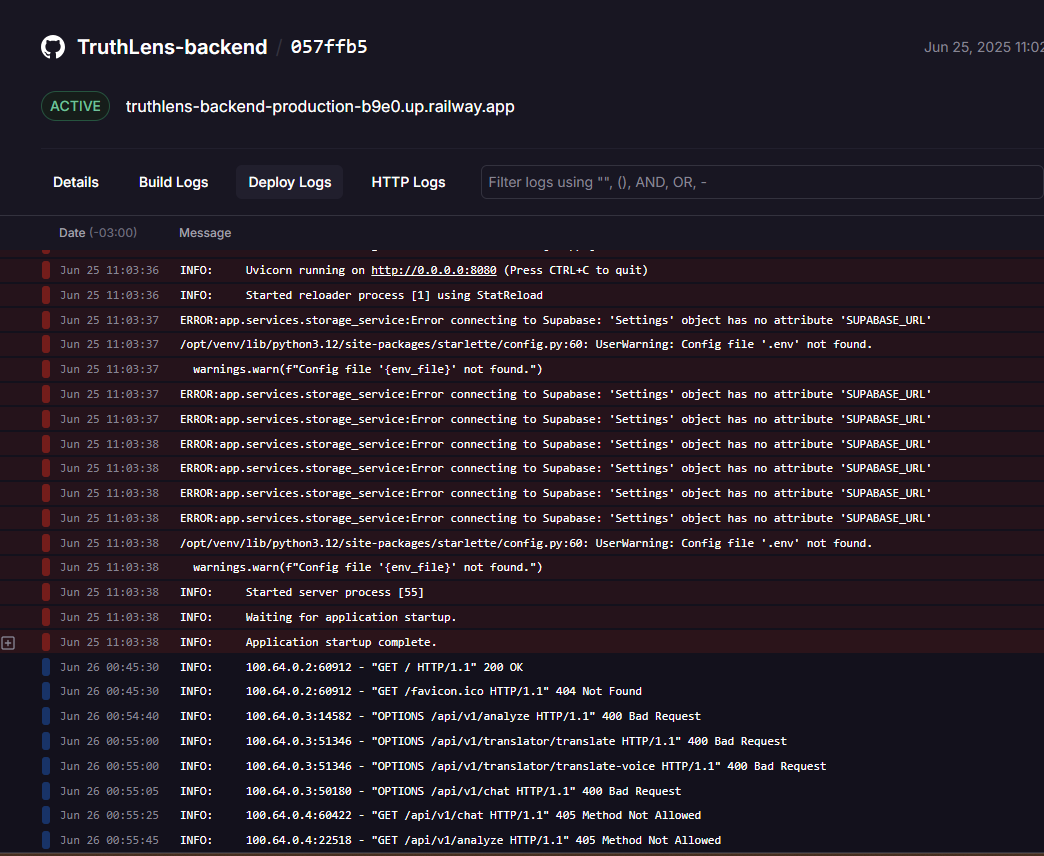 TruthLens-backend / 057ffb5
Jun 25, 2025 11:02
ACTIVE truthlens-backend-production-b9e0.up.railway.app
Details Build Logs Deploy Logs HTTP Logs Filter logs using "", (), AND, OR, -
Date (-03:00) Message
Jun 25 11:03:36 INFO: Uvicorn running on http://0.0.0.0:8080 (Press CTRL+C to quit)
Jun 25 11:03:36 INFO: Started reloader process [1] using StatReload
Jun 25 11:03:37 ERROR:app.services.storage_service:Error connecting to Supabase: 'Settings' object has no attribute 'SUPABASE_URL'
Jun 25 11:03:37 /opt/venv/lib/python3.12/site-packages/starlette/config.py:60: UserWarning: Config file '.env' not found.
Jun 25 11:03:37 warnings.warn(f"Config file '{env_file}' not found.")
Jun 25 11:03:37 ERROR:app.services.storage_service:Error connecting to Supabase: 'Settings' object has no attribute 'SUPABASE_URL'
Jun 25 11:03:37 ERROR:app.services.storage_service:Error connecting to Supabase: 'Settings' object has no attribute 'SUPABASE_URL'
Jun 25 11:03:38 ERROR:app.services.storage_service:Error connecting to Supabase: 'Settings' object has no attribute 'SUPABASE_URL'
Jun 25 11:03:38 ERROR:app.services.storage_service:Error connecting to Supabase: 'Settings' object has no attribute 'SUPABASE_URL'
Jun 25 11:03:38 ERROR:app.services.storage_service:Error connecting to Supabase: 'Settings' object has no attribute 'SUPABASE_URL'
Jun 25 11:03:38 ERROR:app.services.storage_service:Error connecting to Supabase: 'Settings' object has no attribute 'SUPABASE_URL'
Jun 25 11:03:38 /opt/venv/lib/python3.12/site-packages/starlette/config.py:60: UserWarning: Config file '.env' not found.
Jun 25 11:03:38 warnings.warn(f"Config file '{env_file}' not found.")
Jun 25 11:03:38 INFO: Started server process [55]
Jun 25 11:03:38 INFO: Waiting for application startup.
Jun 25 11:03:38 INFO: Application startup complete.
Jun 26 00:45:30 INFO: 100.64.0.2:60912 - "GET / HTTP/1.1" 200 OK
Jun 26 00:45:30 INFO: 100.64.0.2:60912 - "GET /favicon.ico HTTP/1.1" 404 Not Found
Jun 26 00:54:40 INFO: 100.64.0.3:14582 - "OPTIONS /api/v1/analyze HTTP/1.1" 400 Bad Request
Jun 26 00:55:00 INFO: 100.64.0.3:51346 - "OPTIONS /api/v1/translator/translate HTTP/1.1" 400 Bad Request
Jun 26 00:55:00 INFO: 100.64.0.3:51346 - "OPTIONS /api/v1/translator/translate-voice HTTP/1.1" 400 Bad Request
Jun 26 00:55:05 INFO: 100.64.0.3:50180 - "OPTIONS /api/v1/chat HTTP/1.1" 400 Bad Request
Jun 26 00:55:25 INFO: 100.64.0.4:60422 - "GET /api/v1/chat HTTP/1.1" 405 Method Not Allowed
Jun 26 00:55:45 INFO: 100.64.0.4:22518 - "GET /api/v1/analyze HTTP/1.1" 405 Method Not Allowed